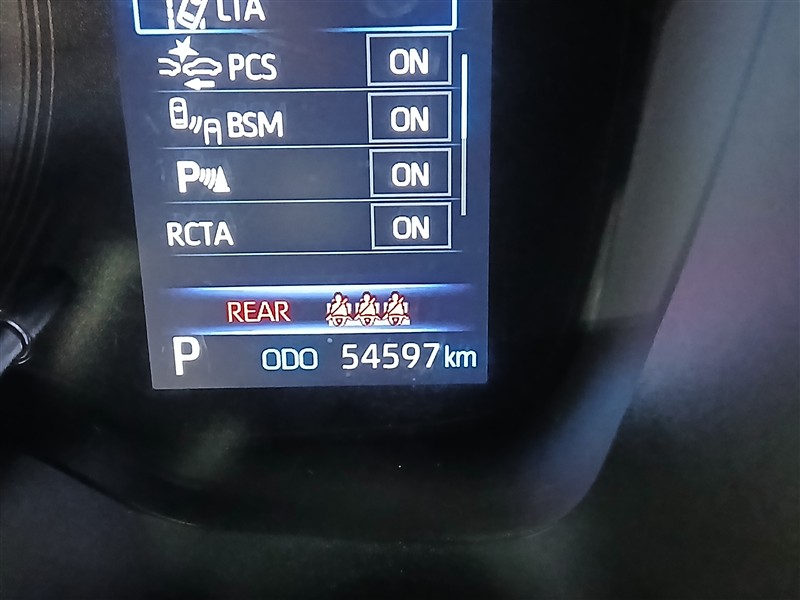 LTA
PCS ON
BSM ON
P ON
RCTA ON
REAR
P ODO 54597 km